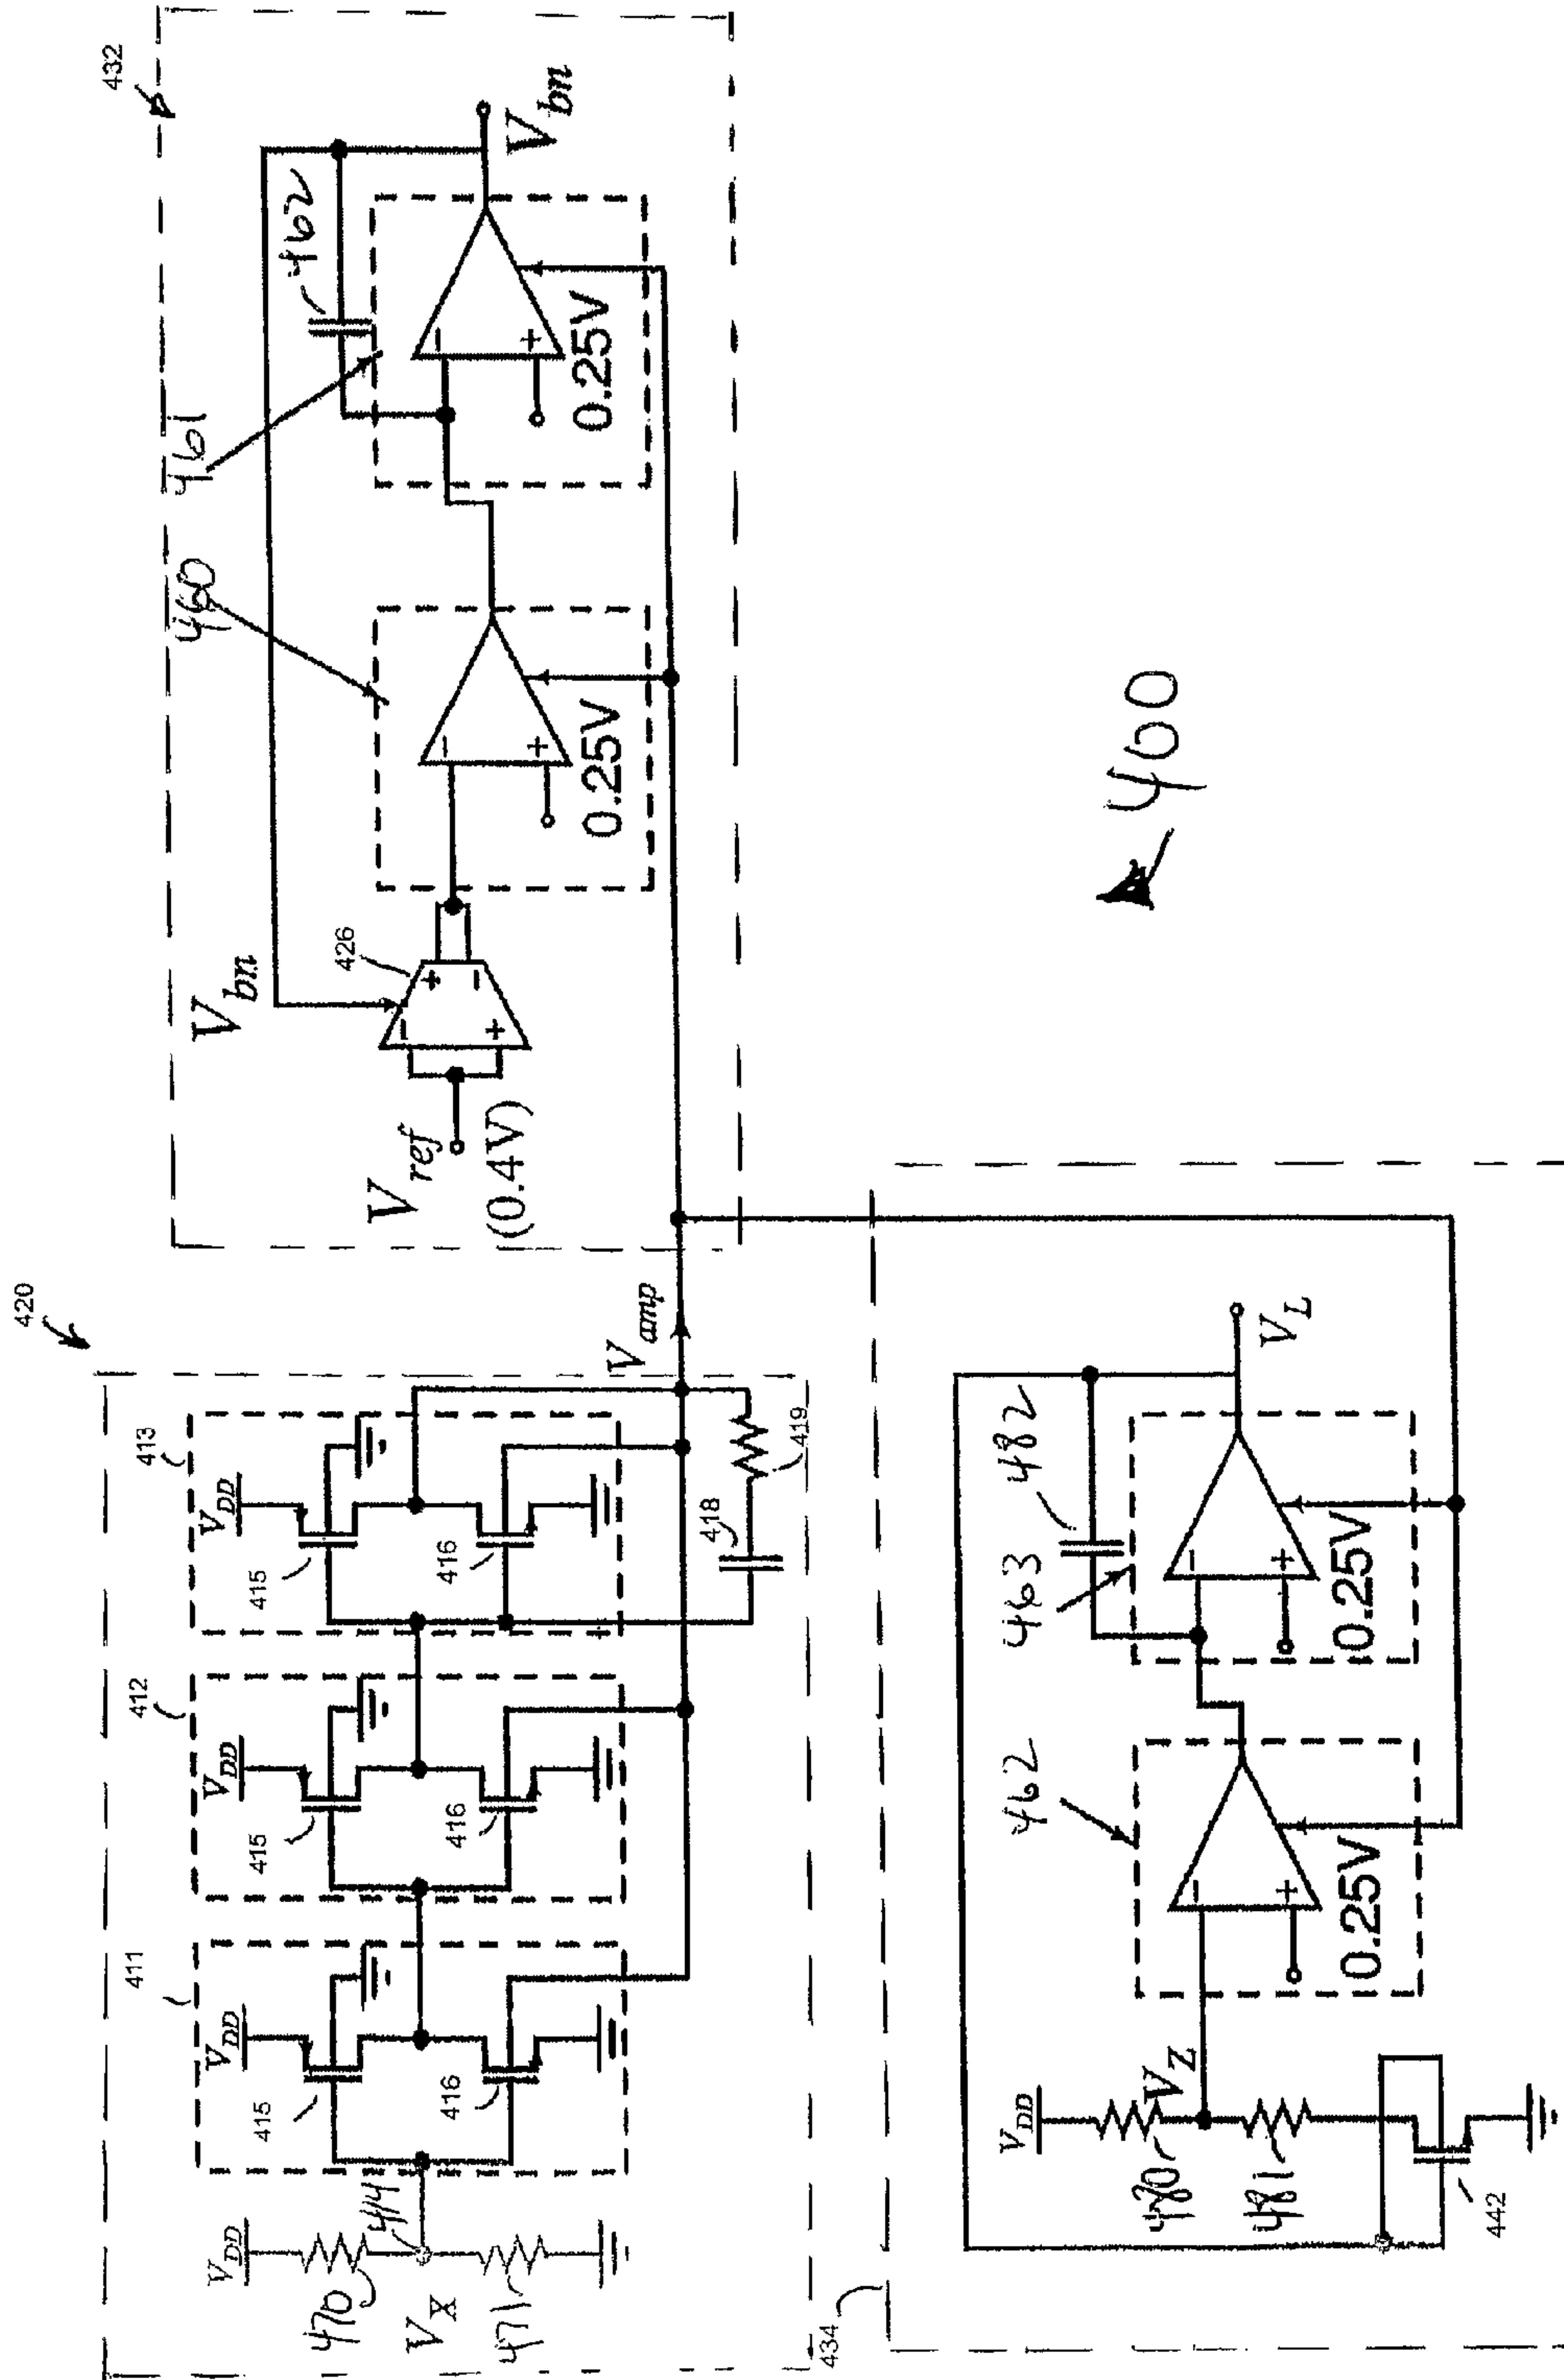 420
411
412
413
V_DD
V_DD
V_DD
V_DD
415
415
415
470
414
V_X
471
416
416
416
418
419
V_amp
432
V_bn
426
V_ref
(0.4V)
+
−
−
+
460
−
+
0.25V
461
462
−
+
0.25V
V_bn
434
V_DD
480
V_Z
481
442
462
−
+
0.25V
463
482
−
+
0.25V
V_L
400